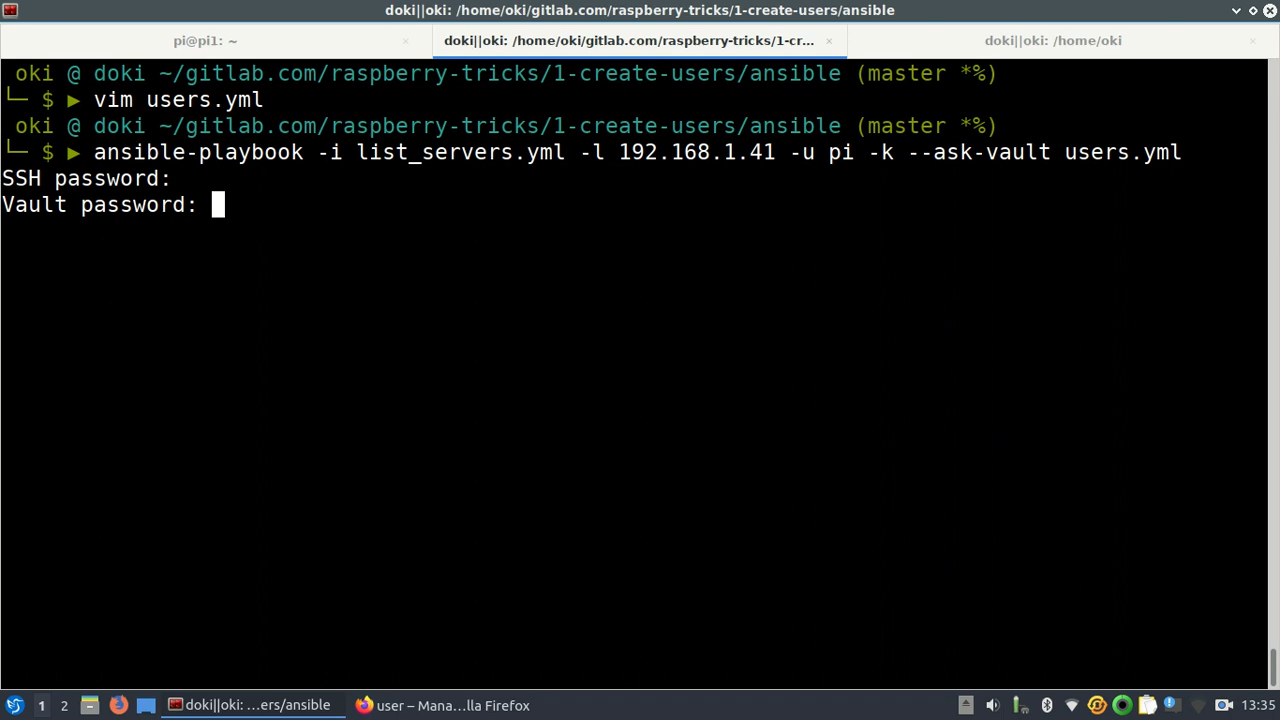 doki||oki: /home/oki/gitlab.com/raspberry-tricks/1-create-users/ansible
pi@pi1: ~ × doki||oki: /home/oki/gitlab.com/raspberry-tricks/1-cr... × doki||oki: /home/oki ×
oki @ doki ~/gitlab.com/raspberry-tricks/1-create-users/ansible (master *%)
└─ $ ▶ vim users.yml
oki @ doki ~/gitlab.com/raspberry-tricks/1-create-users/ansible (master *%)
└─ $ ▶ ansible-playbook -i list_servers.yml -l 192.168.1.41 -u pi -k --ask-vault users.yml
SSH password:
Vault password:
1 2 doki||oki: ...ers/ansible user – Mana...lla Firefox 13:35